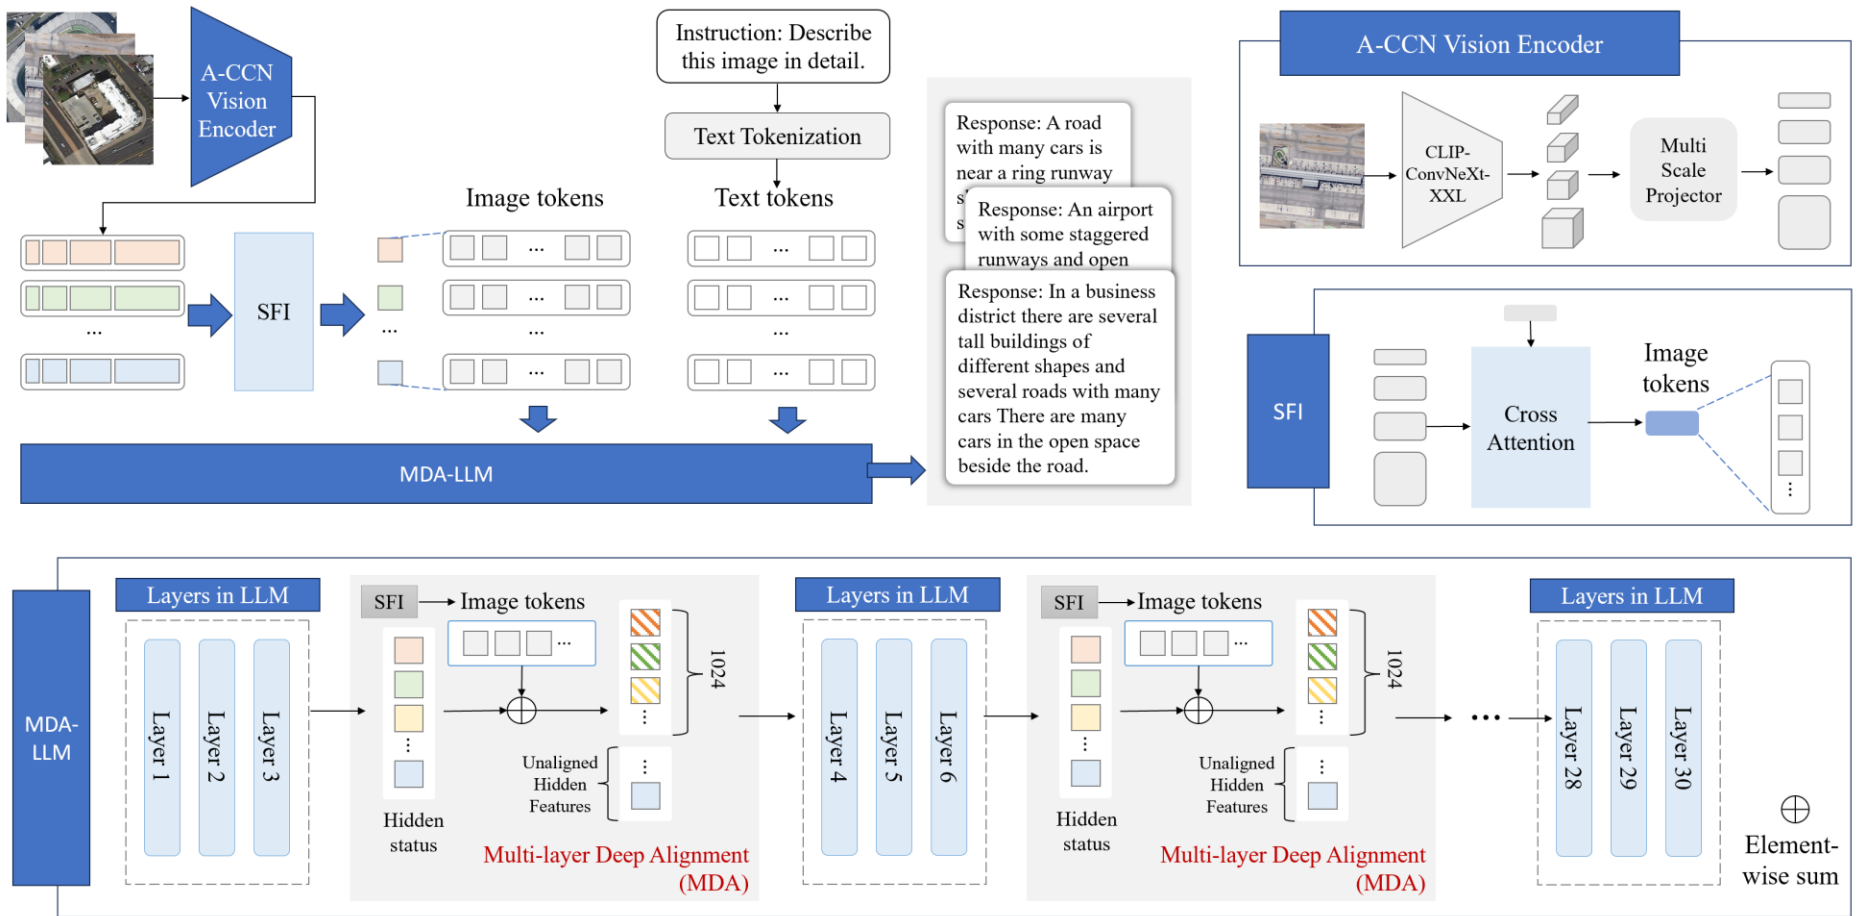 A-CCN
Vision
Encoder
Instruction: Describe
this image in detail.
Text Tokenization
Image tokens
Text tokens
...
...
SFI
...
...
...
...
...
...
...
...
...
MDA-LLM
Response: A road
with many cars is
near a ring runway
s
s
Response: An airport
with some staggered
runways and open
Response: In a business
district there are several
tall buildings of
different shapes and
several roads with many
cars There are many
cars in the open space
beside the road.
A-CCN Vision Encoder
CLIP-
ConvNeXt-
XXL
Multi
Scale
Projector
SFI
Cross
Attention
Image
tokens
...
MDA-
LLM
Layers in LLM
Layer 1
Layer 2
Layer 3
SFI
Image tokens
...
...
...
1024
Unaligned
Hidden
Features
...
Hidden
status
Multi-layer Deep Alignment
(MDA)
Layers in LLM
Layer 4
Layer 5
Layer 6
SFI
Image tokens
...
...
...
1024
Unaligned
Hidden
Features
...
Hidden
status
Multi-layer Deep Alignment
(MDA)
...
Layers in LLM
Layer 28
Layer 29
Layer 30
Element-
wise sum